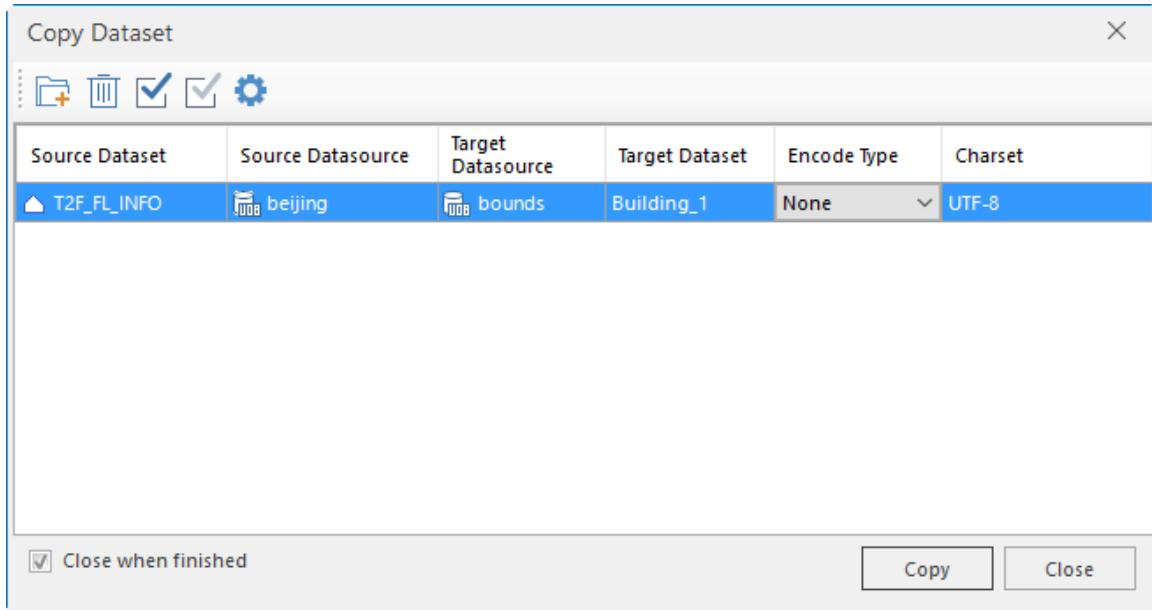 Copy Dataset
Source Dataset Source Datasource Target Datasource Target Dataset Encode Type Charset
T2F_FL_INFO beijing bounds Building_1 None UTF-8
Close when finished
Copy Close